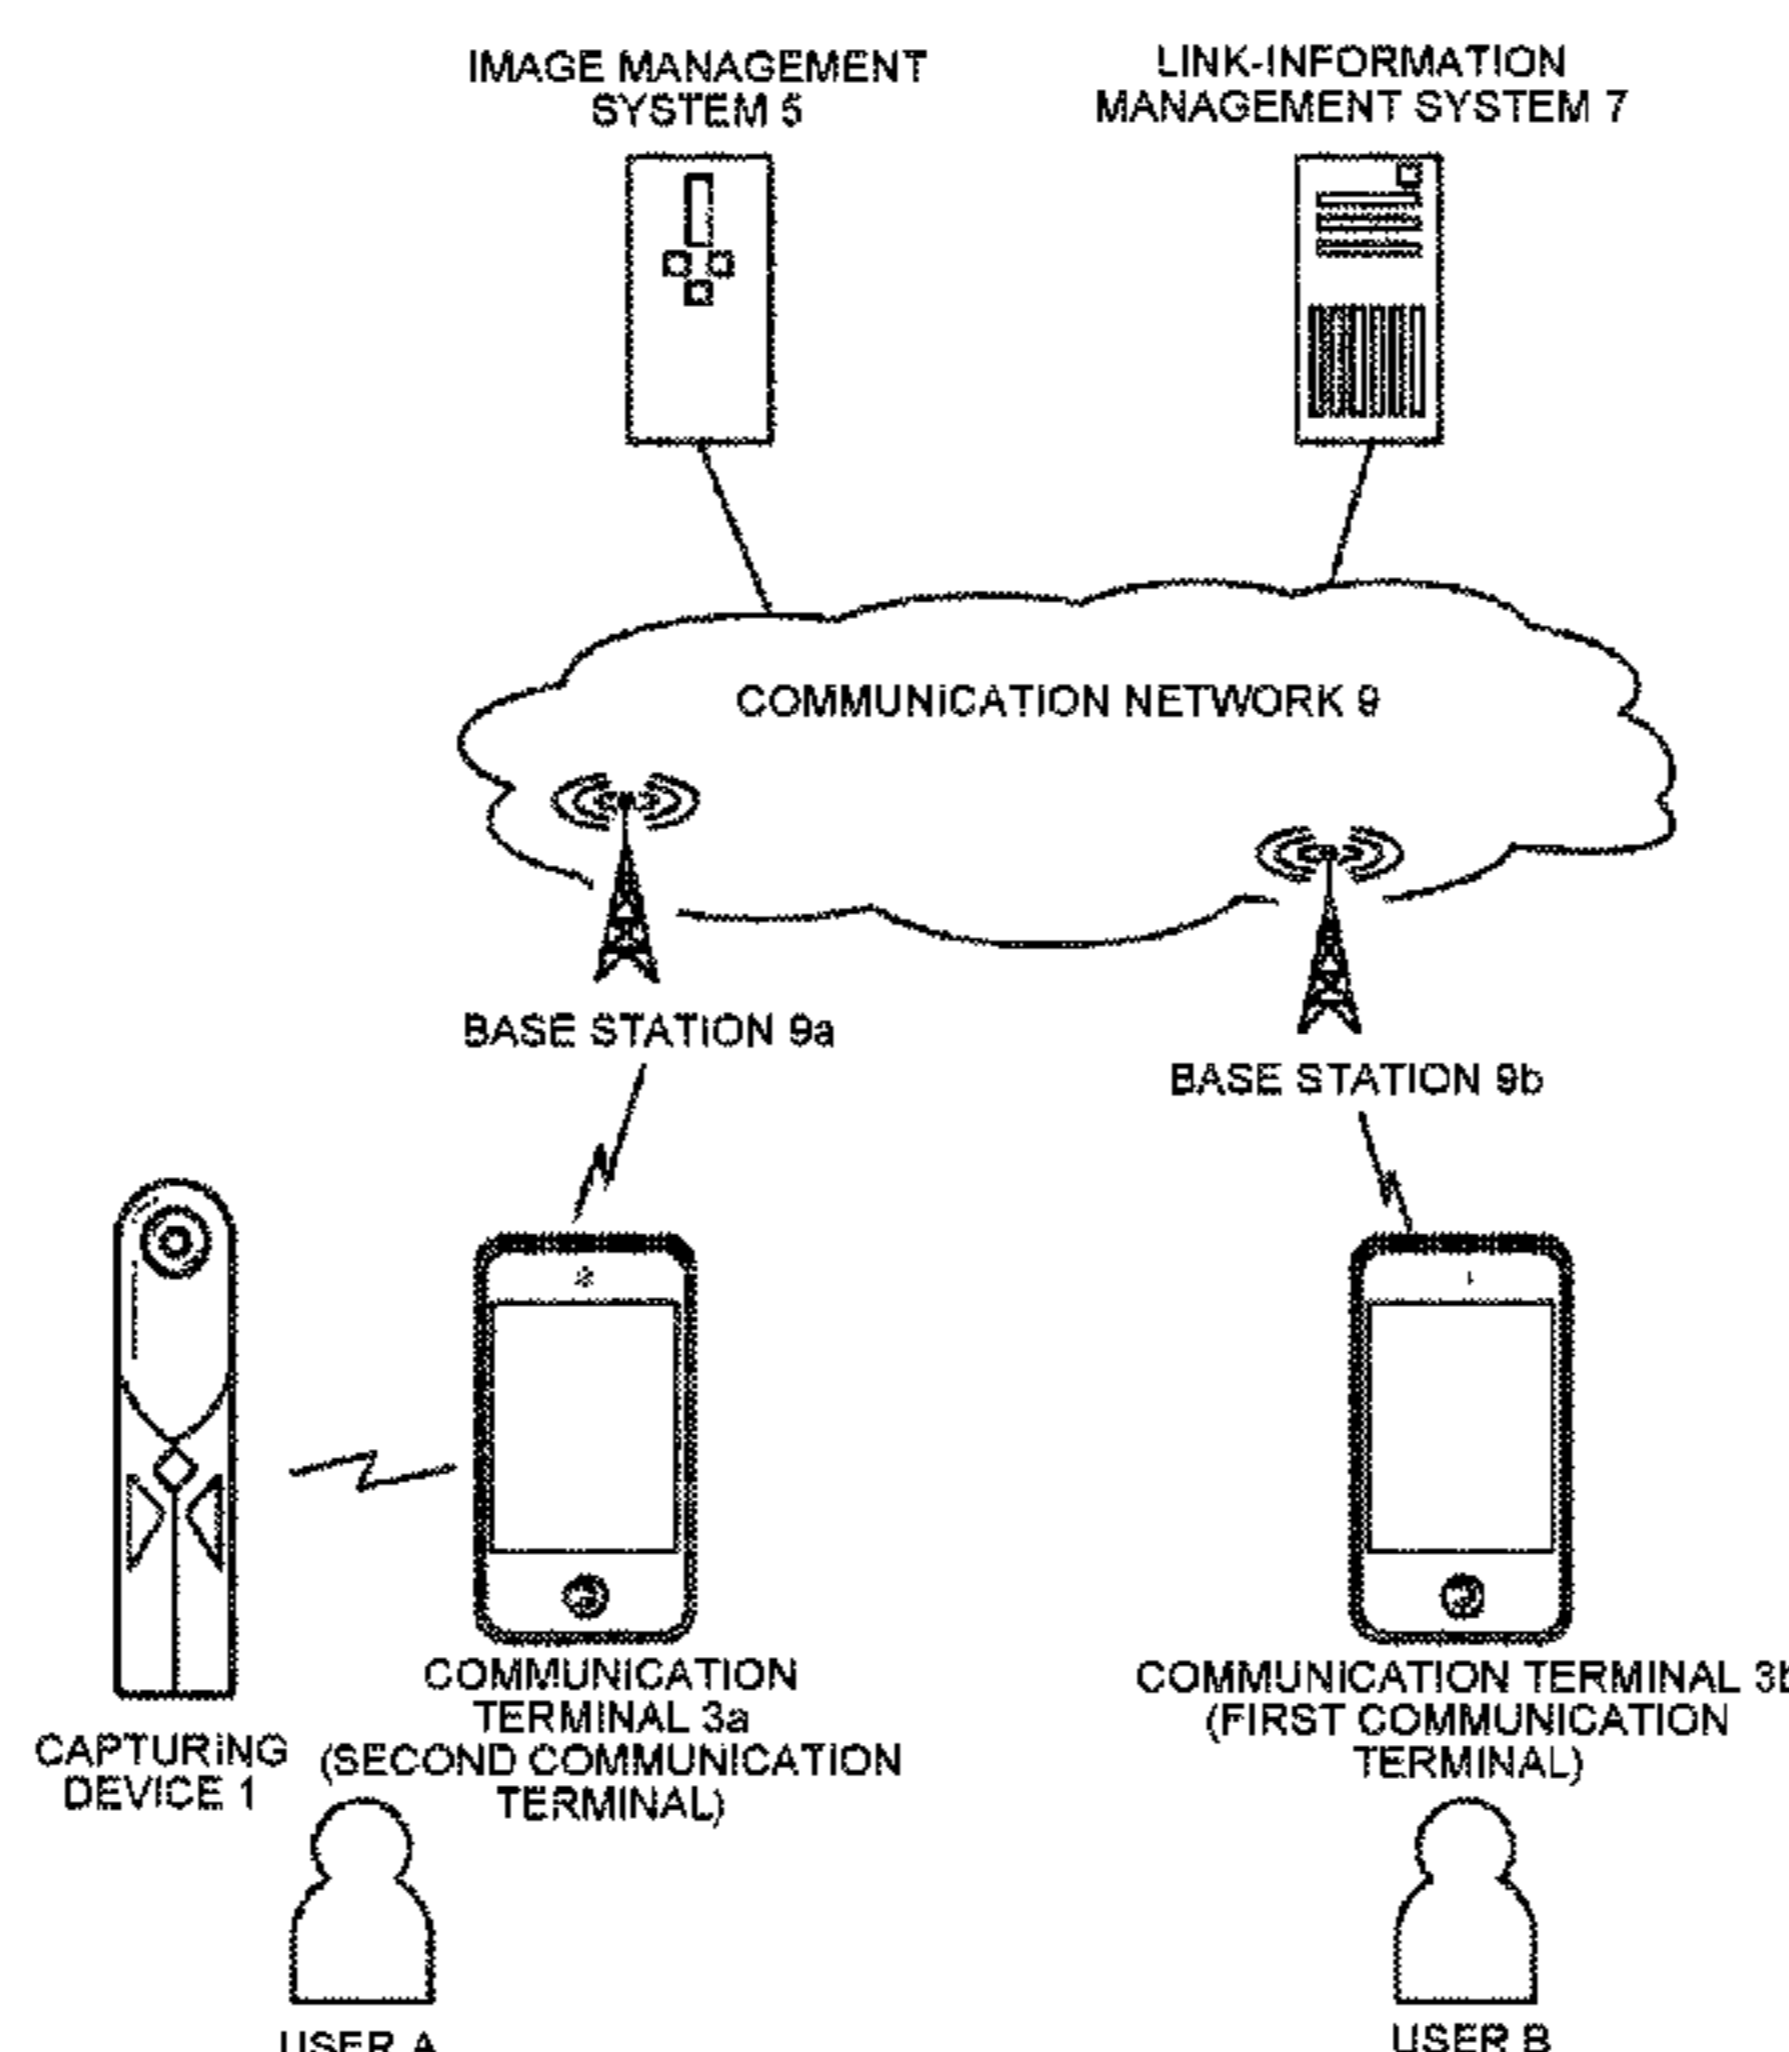 IMAGE MANAGEMENT
SYSTEM 5
LINK-INFORMATION
MANAGEMENT SYSTEM 7
COMMUNICATION NETWORK 9
BASE STATION 9a
BASE STATION 9b
COMMUNICATION
TERMINAL 3a
(SECOND COMMUNICATION
TERMINAL)
COMMUNICATION TERMINAL 3b
(FIRST COMMUNICATION
TERMINAL)
CAPTURING
DEVICE 1
USER A
USER B